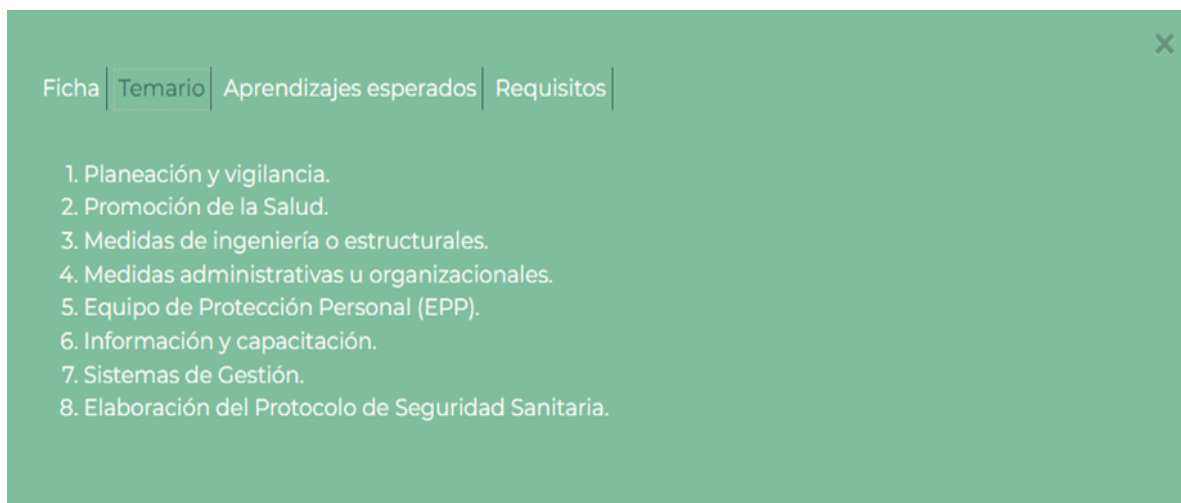 Ficha Temario Aprendizajes esperados Requisitos
1. Planeación y vigilancia.
2. Promoción de la Salud.
3. Medidas de ingeniería o estructurales.
4. Medidas administrativas u organizacionales.
5. Equipo de Protección Personal (EPP).
6. Información y capacitación.
7. Sistemas de Gestión.
8. Elaboración del Protocolo de Seguridad Sanitaria.